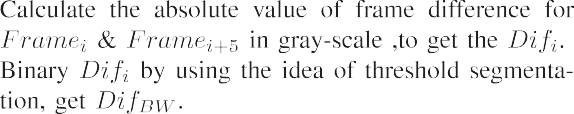 Calculate the absolute value of frame difference for
Frame_i & Frame_{i+5} in gray-scale ,to get the Dif_i.
Binary Dif_i by using the idea of threshold segmenta-
tion, get Dif_{BW}.